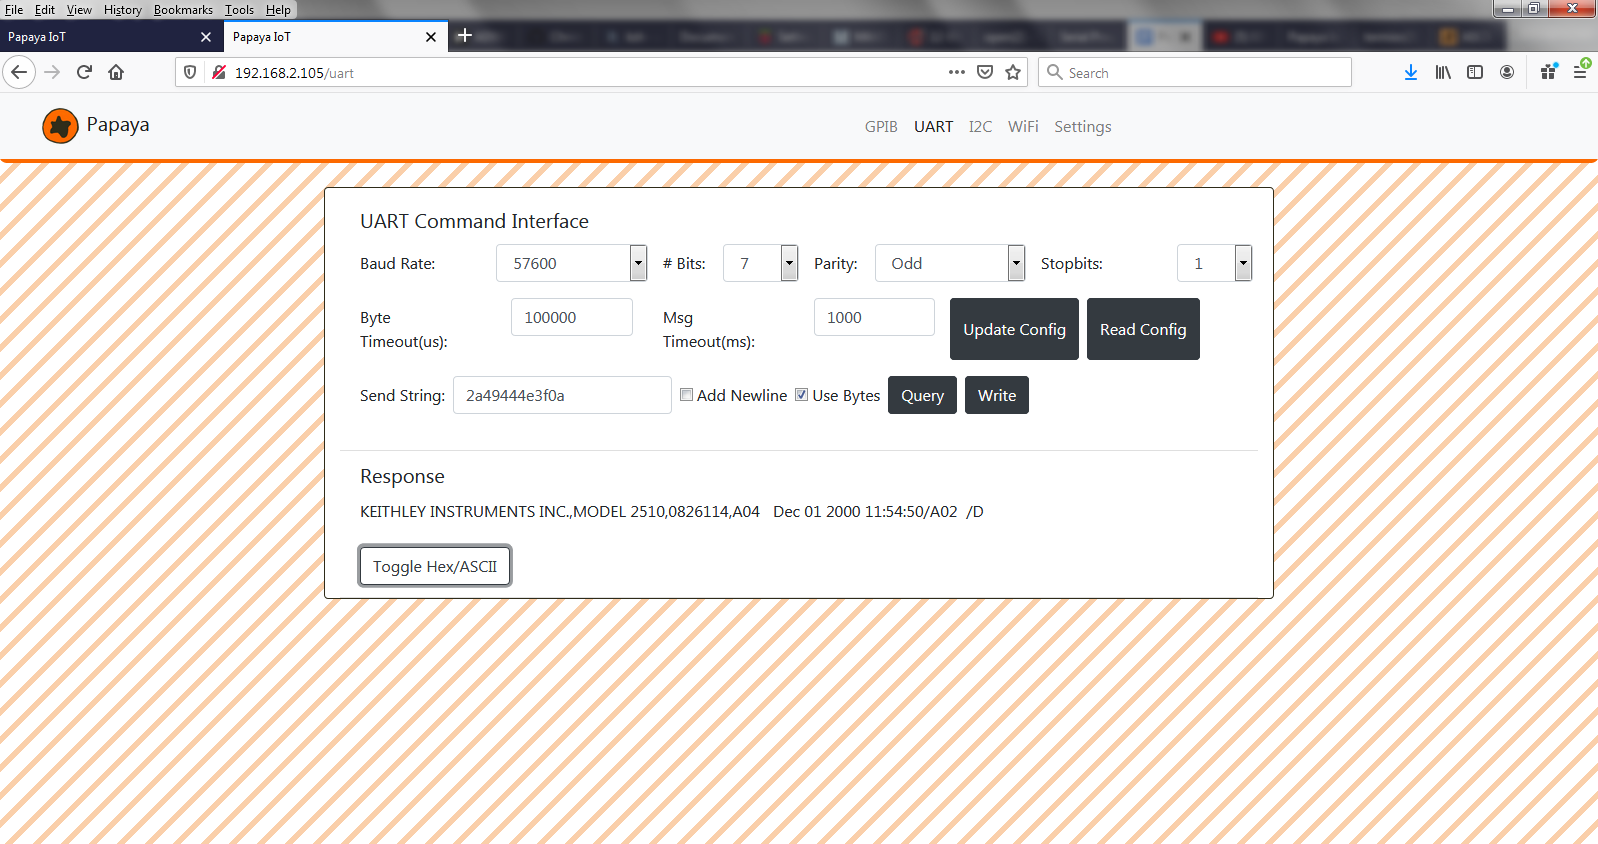 File Edit View History Bookmarks Tools Help
Papaya IoT Papaya IoT
192.168.2.105/uart Search
Papaya GPIB UART I2C WiFi Settings
UART Command Interface
Baud Rate: 57600 # Bits: 7 Parity: Odd Stopbits: 1
Byte Timeout(us): 100000 Msg Timeout(ms): 1000 Update Config Read Config
Send String: 2a49444e3f0a Add Newline Use Bytes Query Write
Response
KEITHLEY INSTRUMENTS INC.,MODEL 2510,0826114,A04 Dec 01 2000 11:54:50/A02 /D
Toggle Hex/ASCII